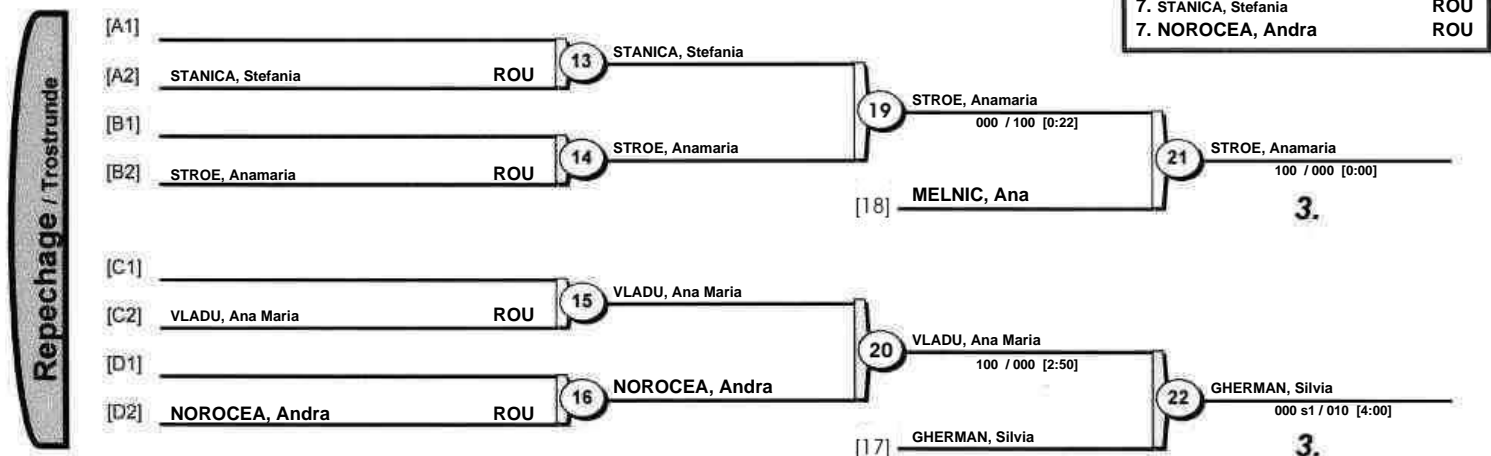 7. STANICA, Stefania ROU
7. NOROCEA, Andra ROU
Repechage / Trostrunde
[A1]
[A2] STANICA, Stefania ROU
13
STANICA, Stefania
[B1]
[B2] STROE, Anamaria ROU
14
STROE, Anamaria
19
STROE, Anamaria
000 / 100 [0:22]
[18] MELNIC, Ana
21
STROE, Anamaria
100 / 000 [0:00]
3.
[C1]
[C2] VLADU, Ana Maria ROU
15
VLADU, Ana Maria
[D1]
[D2] NOROCEA, Andra ROU
16
NOROCEA, Andra
20
VLADU, Ana Maria
100 / 000 [2:50]
[17] GHERMAN, Silvia
22
GHERMAN, Silvia
000 s1 / 010 [4:00]
3.